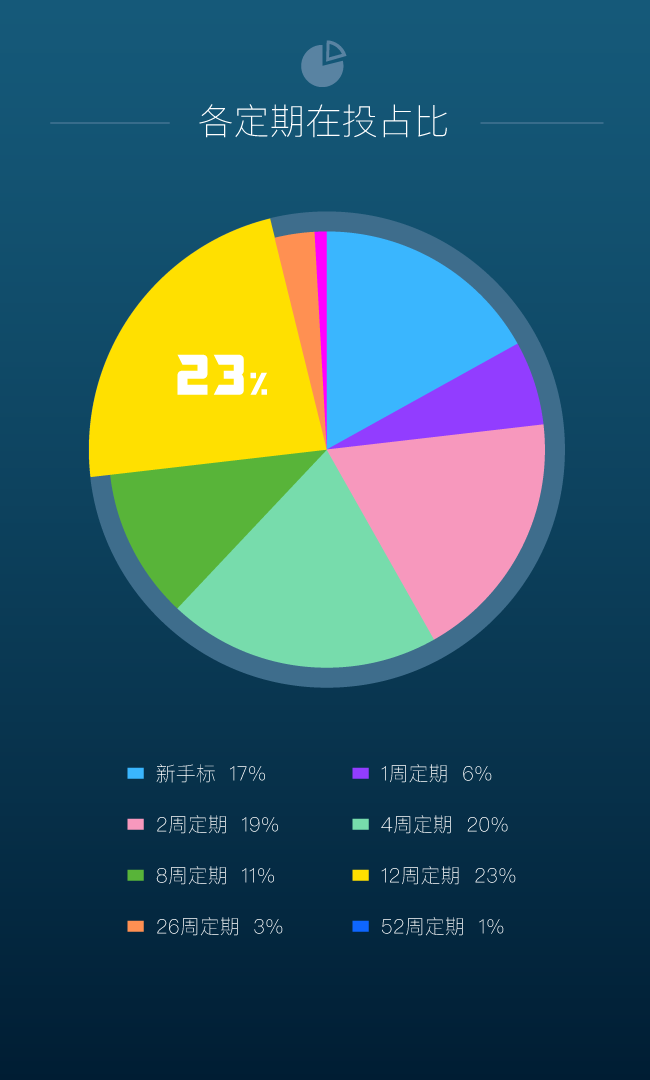 各定期在投占比
23%
新手标 17%
1周定期 6%
2周定期 19%
4周定期 20%
8周定期 11%
12周定期 23%
26周定期 3%
52周定期 1%